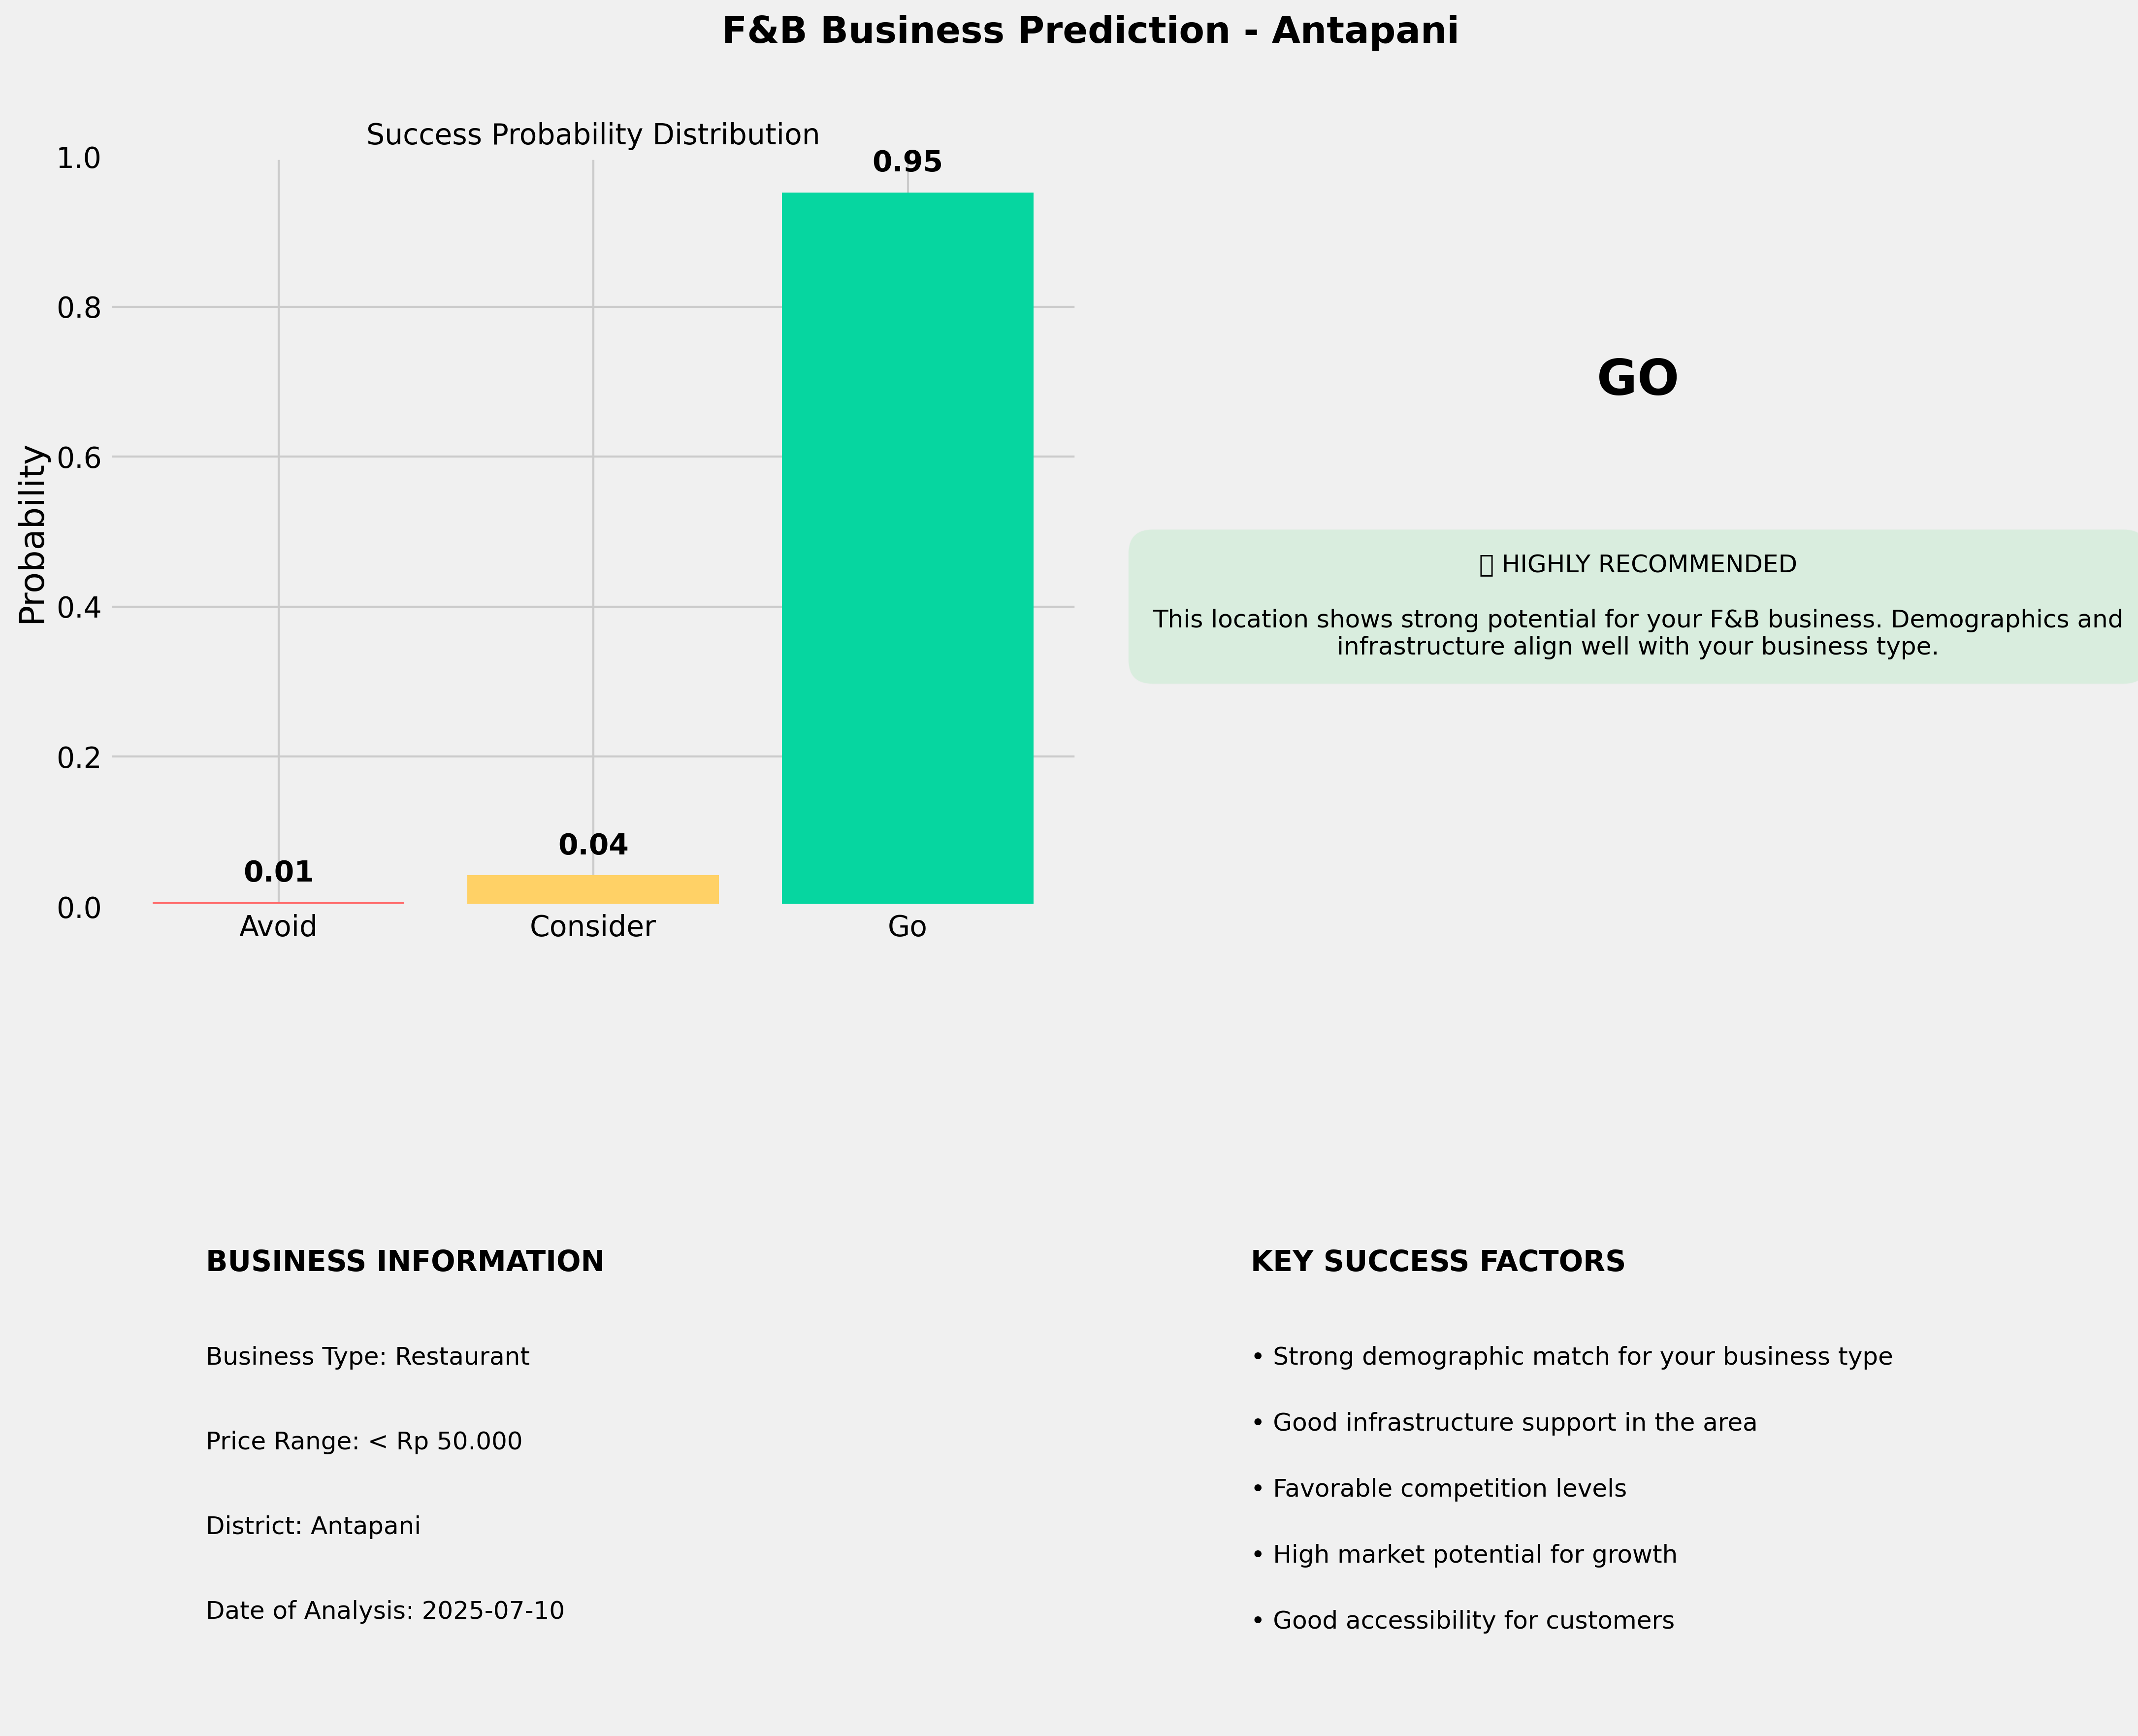 F&B Business Prediction - Antapani
Success Probability Distribution
Probability
1.0
0.8
0.6
0.4
0.2
0.0
0.01
0.04
0.95
Avoid
Consider
Go
GO
HIGHLY RECOMMENDED
This location shows strong potential for your F&B business. Demographics and
infrastructure align well with your business type.
BUSINESS INFORMATION
Business Type: Restaurant
Price Range: < Rp 50.000
District: Antapani
Date of Analysis: 2025-07-10
KEY SUCCESS FACTORS
• Strong demographic match for your business type
• Good infrastructure support in the area
• Favorable competition levels
• High market potential for growth
• Good accessibility for customers